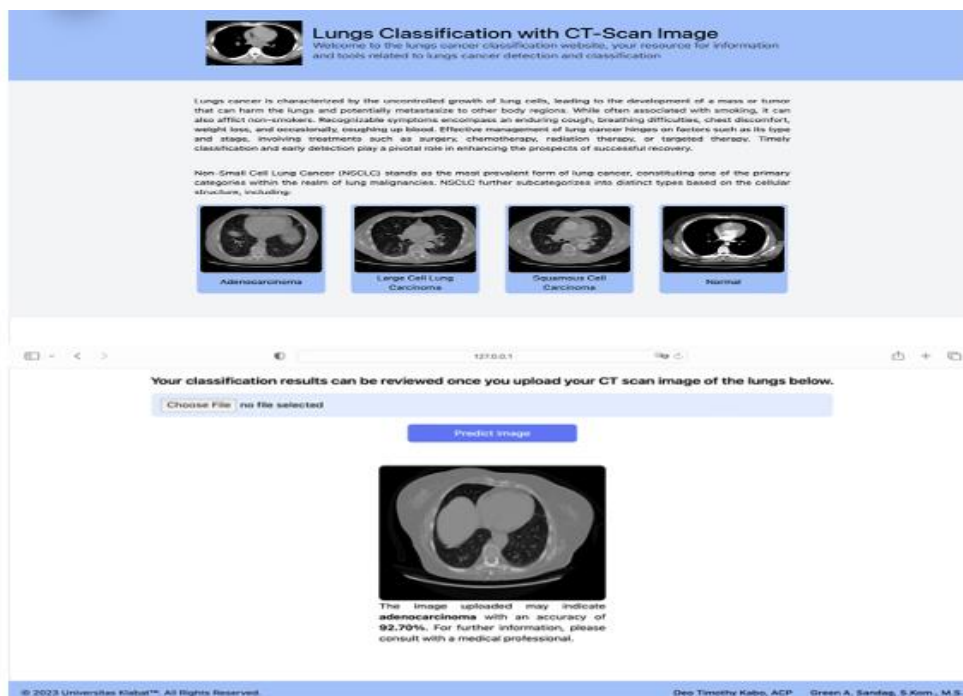 Lungs Classification with CT-Scan Image
Welcome to the lungs cancer classification website, your resource for information
and tools related to lungs cancer detection and classification
Lungs cancer is characterized by the uncontrolled growth of lung cells, leading to the development of a mass or tumor
that can harm the lungs and potentially metastasize to other body regions. While often associated with smoking, it can
also afflict non-smokers. Recognizable symptoms encompass an enduring cough, breathing difficulties, chest discomfort,
weight loss, and occasionally, coughing up blood. Effective management of lung cancer hinges on factors such as its type
and stage, involving treatments such as surgery, chemotherapy, radiation therapy, or targeted therapy. Timely
classification and early detection play a pivotal role in enhancing the prospects of successful recovery.
Non-Small Cell Lung Cancer (NSCLC) stands as the most prevalent form of lung cancer, constituting one of the primary
categories within the realm of lung malignancies. NSCLC further subcategorizes into distinct types based on the cellular
structure, including:
Adenocarcinoma
Large Cell Lung
Carcinoma
Squamous Cell
Carcinoma
Normal
127.0.0.1
Your classification results can be reviewed once you upload your CT scan image of the lungs below.
Choose File no file selected
Predict Image
The image uploaded may indicate
adenocarcinoma with an accuracy of
92.70%. For further information, please
consult with a medical professional.
© 2023 Universitas Klabat™. All Rights Reserved.
Deo Timothy Kabo, ACP Green A. Sandag, S.Kom., M.S